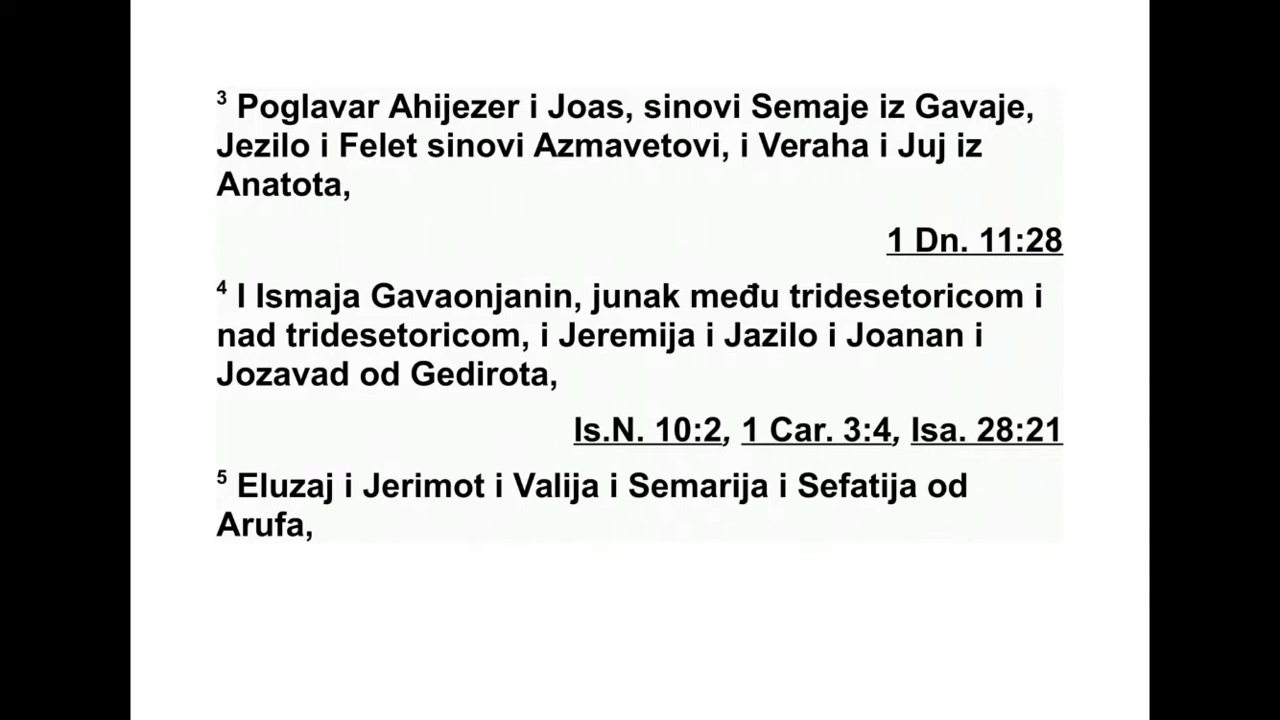 3 Poglavar Ahijezer i Joas, sinovi Semaje iz Gavaje,
Jezilo i Felet sinovi Azmavetovi, i Veraha i Juj iz
Anatota,
1 Dn. 11:28
4 I Ismaja Gavaonjanin, junak među tridesetoricom i
nad tridesetoricom, i Jeremija i Jazilo i Joanan i
Jozavad od Gedirota,
Is.N. 10:2, 1 Car. 3:4, Isa. 28:21
5 Eluzaj i Jerimot i Valija i Semarija i Sefatija od
Arufa,